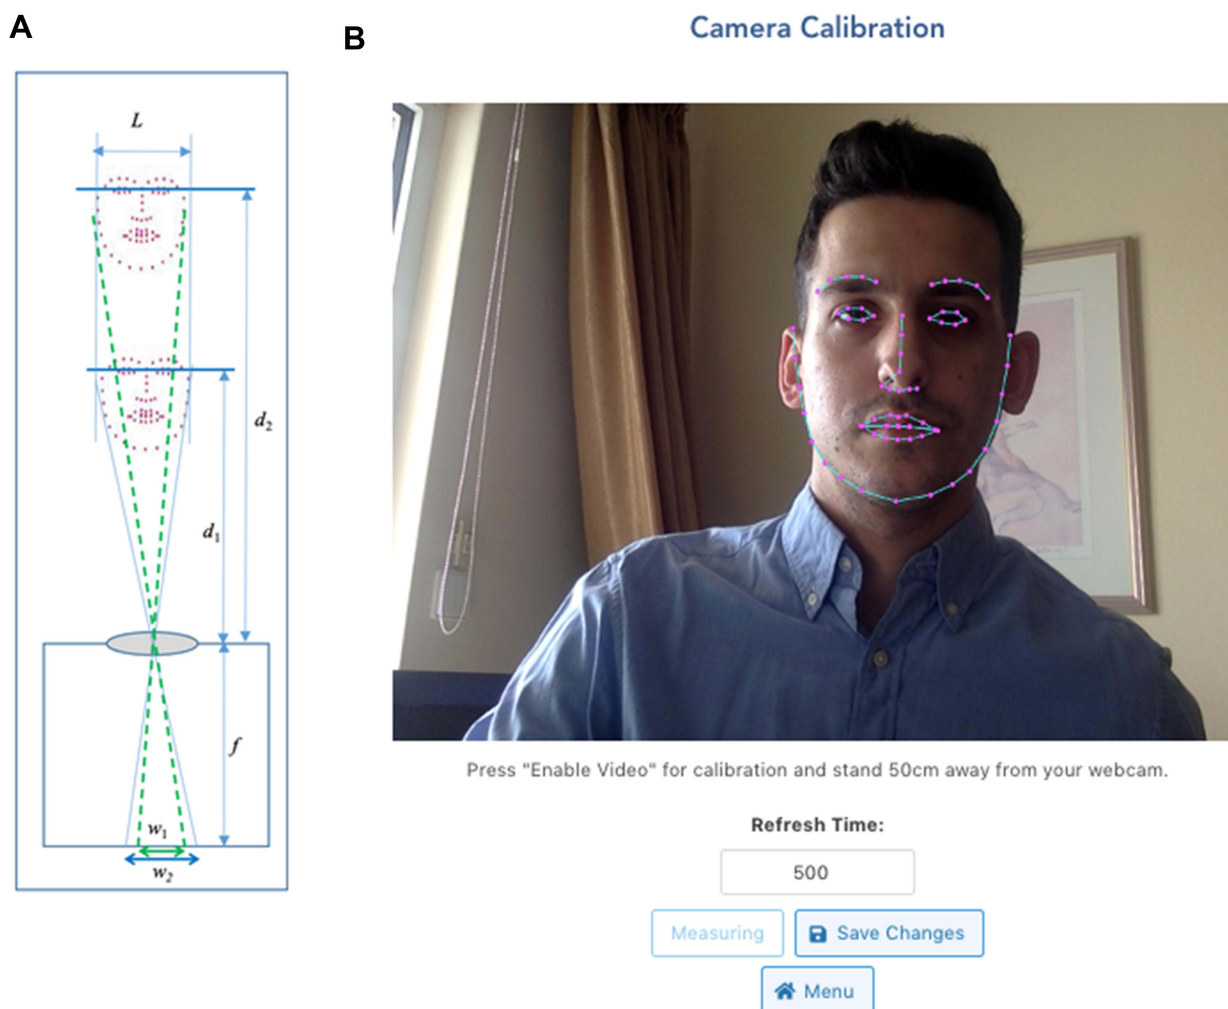 A
B
Camera Calibration
L
d2
d1
f
w1
w2
Press "Enable Video" for calibration and stand 50cm away from your webcam.
Refresh Time:
500
Measuring
Save Changes
Menu